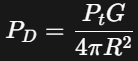 P_D = \frac{P_t G}{4\pi R^2}